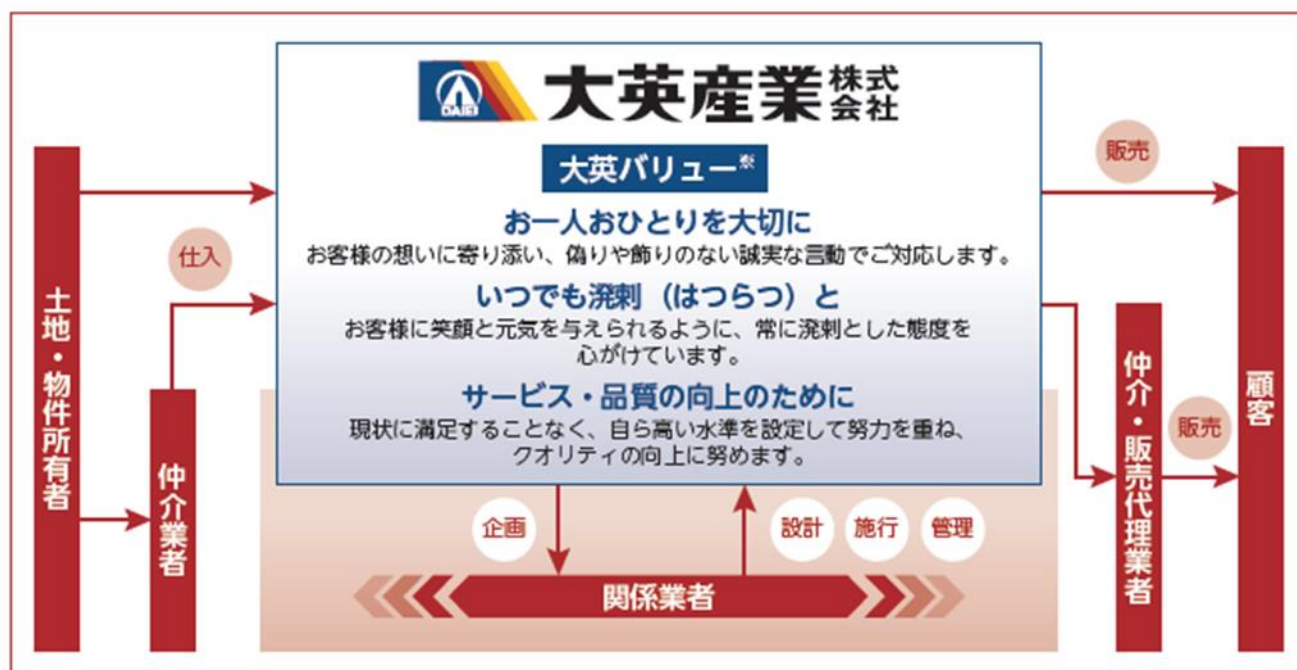 DAIEI
大英産業株式会社
大英バリュー※
お一人おひとりを大切に
お客様の想いに寄り添い、偽りや飾りのない誠実な言動でご対応します。
いつでも溌剌（はつらつ）と
お客様に笑顔と元気を与えられるように、常に溌剌とした態度を
心がけています。
サービス・品質の向上のために
現状に満足することなく、自ら高い水準を設定して努力を重ね、
クオリティの向上に努めます。
土地・物件所有者
仕入
仲介業者
企画
設計
施行
管理
関係業者
販売
仲介・販売代理業者
販売
顧客